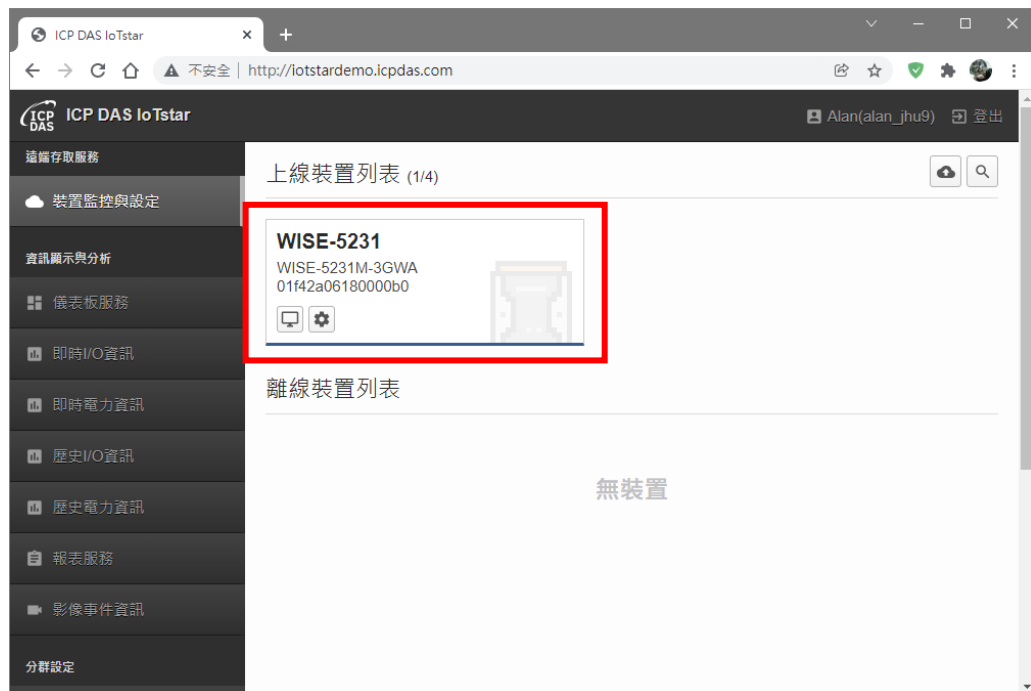 ICP DAS IoTstar
不安全
http://iotstardemo.icpdas.com
ICP DAS
ICP DAS IoTstar
Alan(alan_jhu9)
登出
遠端存取服務
裝置監控與設定
資訊顯示與分析
儀表板服務
即時I/O資訊
即時電力資訊
歷史I/O資訊
歷史電力資訊
報表服務
影像事件資訊
分群設定
上線裝置列表 (1/4)
WISE-5231
WISE-5231M-3GWA
01f42a06180000b0
離線裝置列表
無裝置